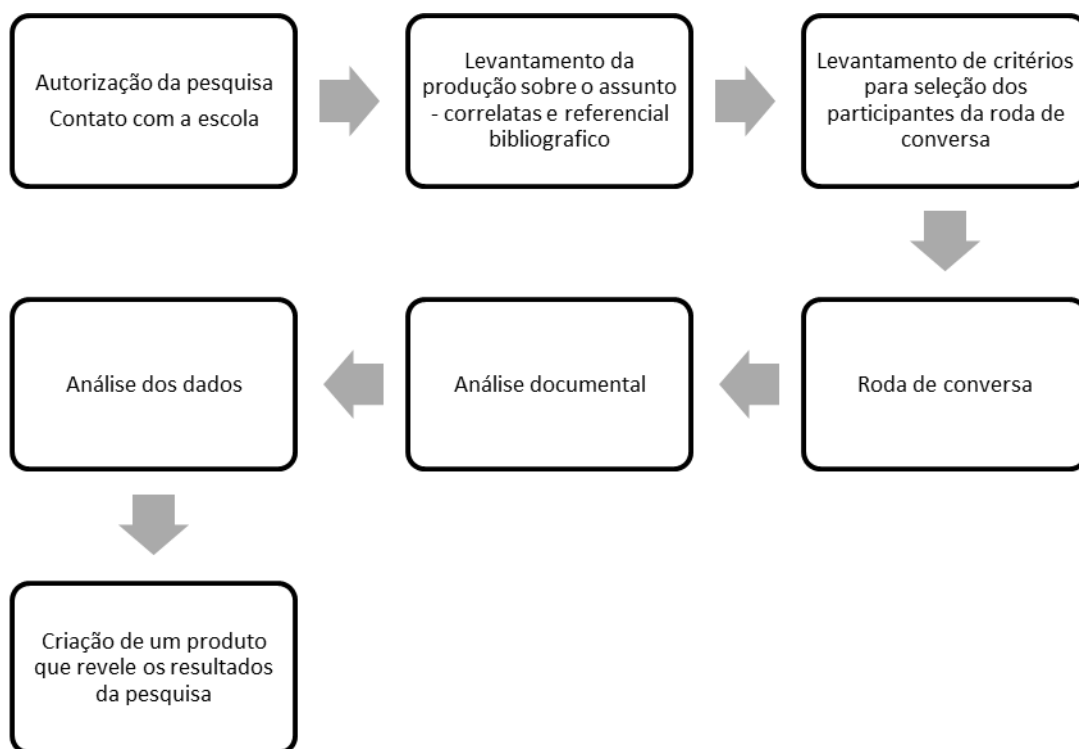 Autorização da pesquisa
Contato com a escola
Levantamento da
produção sobre o assunto
- correlatas e referencial
bibliografico
Levantamento de critérios
para seleção dos
participantes da roda de
conversa
Roda de conversa
Análise documental
Análise dos dados
Criação de um produto
que revele os resultados
da pesquisa